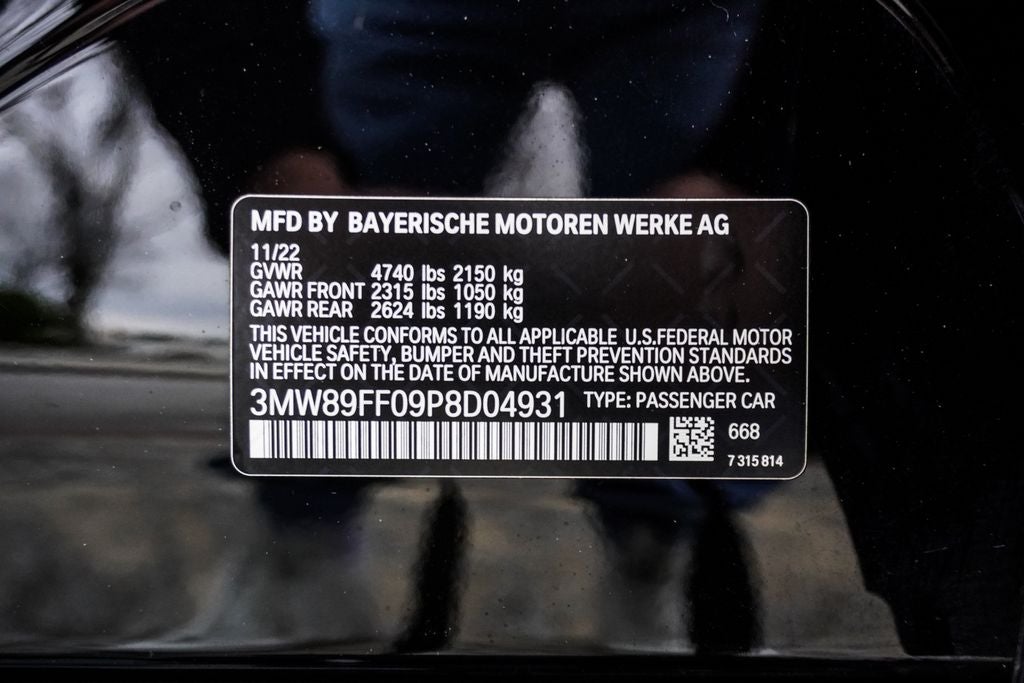 MFD BY BAYERISCHE MOTOREN WERKE AG
11/22
GVWR 4740 lbs 2150 kg
GAWR FRONT 2315 lbs 1050 kg
GAWR REAR 2624 lbs 1190 kg
THIS VEHICLE CONFORMS TO ALL APPLICABLE U.S.FEDERAL MOTOR
VEHICLE SAFETY, BUMPER AND THEFT PREVENTION STANDARDS
IN EFFECT ON THE DATE OF MANUFACTURE SHOWN ABOVE.
3MW89FF09P8D04931 TYPE: PASSENGER CAR
668
7 315 814